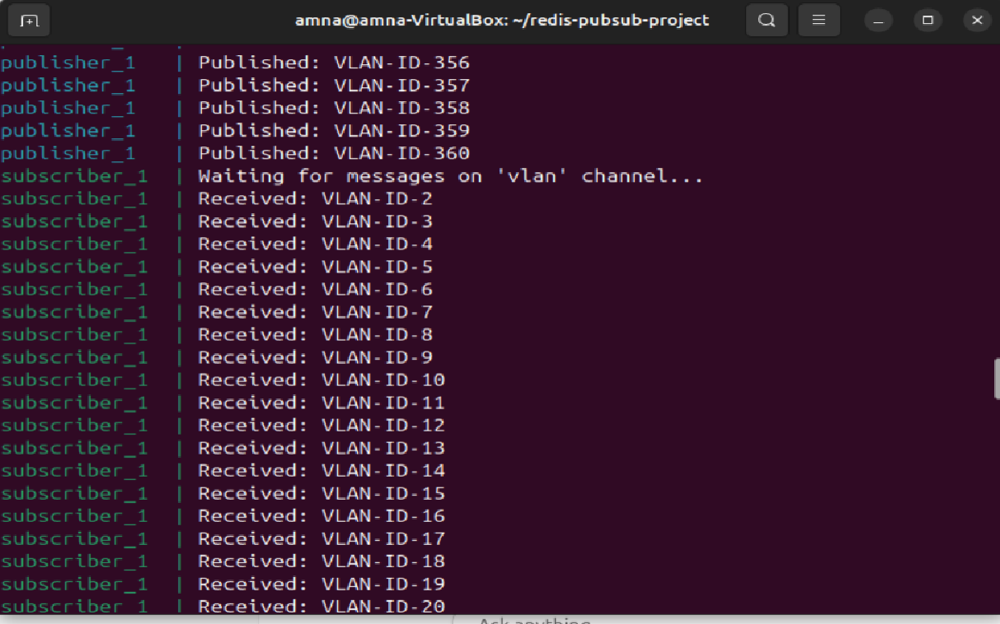 amna@amna-VirtualBox: ~/redis-pubsub-project
publisher_1 | Published: VLAN-ID-356
publisher_1 | Published: VLAN-ID-357
publisher_1 | Published: VLAN-ID-358
publisher_1 | Published: VLAN-ID-359
publisher_1 | Published: VLAN-ID-360
subscriber_1 | Waiting for messages on 'vlan' channel...
subscriber_1 | Received: VLAN-ID-2
subscriber_1 | Received: VLAN-ID-3
subscriber_1 | Received: VLAN-ID-4
subscriber_1 | Received: VLAN-ID-5
subscriber_1 | Received: VLAN-ID-6
subscriber_1 | Received: VLAN-ID-7
subscriber_1 | Received: VLAN-ID-8
subscriber_1 | Received: VLAN-ID-9
subscriber_1 | Received: VLAN-ID-10
subscriber_1 | Received: VLAN-ID-11
subscriber_1 | Received: VLAN-ID-12
subscriber_1 | Received: VLAN-ID-13
subscriber_1 | Received: VLAN-ID-14
subscriber_1 | Received: VLAN-ID-15
subscriber_1 | Received: VLAN-ID-16
subscriber_1 | Received: VLAN-ID-17
subscriber_1 | Received: VLAN-ID-18
subscriber_1 | Received: VLAN-ID-19
subscriber_1 | Received: VLAN-ID-20
Ask anything